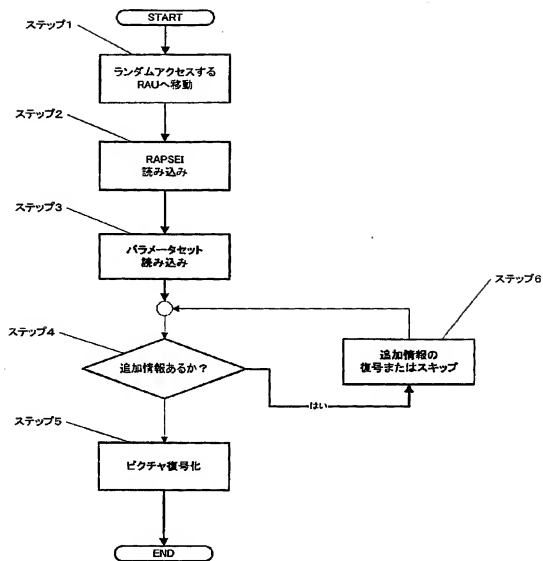 START
ステップ1
ランダムアクセスする
RAUへ移動
ステップ2
RAPSEI
読み込み
ステップ3
パラメータセット
読み込み
ステップ6
ステップ4
追加情報あるか？
追加情報の
復号またはスキップ
はい
ステップ5
ピクチャ復号化
END